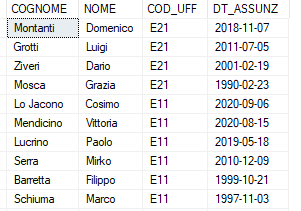 COGNOME NOME COD_UFF DT_ASSUNZ
Montanti Domenico E21 2018-11-07
Grotti Luigi E21 2011-07-05
Ziveri Dario E21 2001-02-19
Mosca Grazia E21 1990-02-23
Lo Jacono Cosimo E11 2020-09-06
Mendicino Vittoria E11 2020-08-15
Lucrino Paolo E11 2019-05-18
Serra Mirko E11 2010-12-09
Barretta Filippo E11 1999-10-21
Schiuma Marco E11 1997-11-03